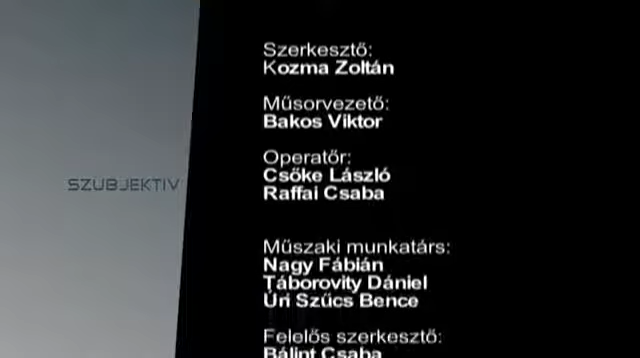 SZUBJEKTIV
Szerkesztő:
Kozma Zoltán
Műsorvezető:
Bakos Viktor
Operatőr:
Csőke László
Raffai Csaba
Műszaki munkatárs:
Nagy Fábián
Táborovity Dániel
Úri Szűcs Bence
Felelős szerkesztő:
Bálint Csaba